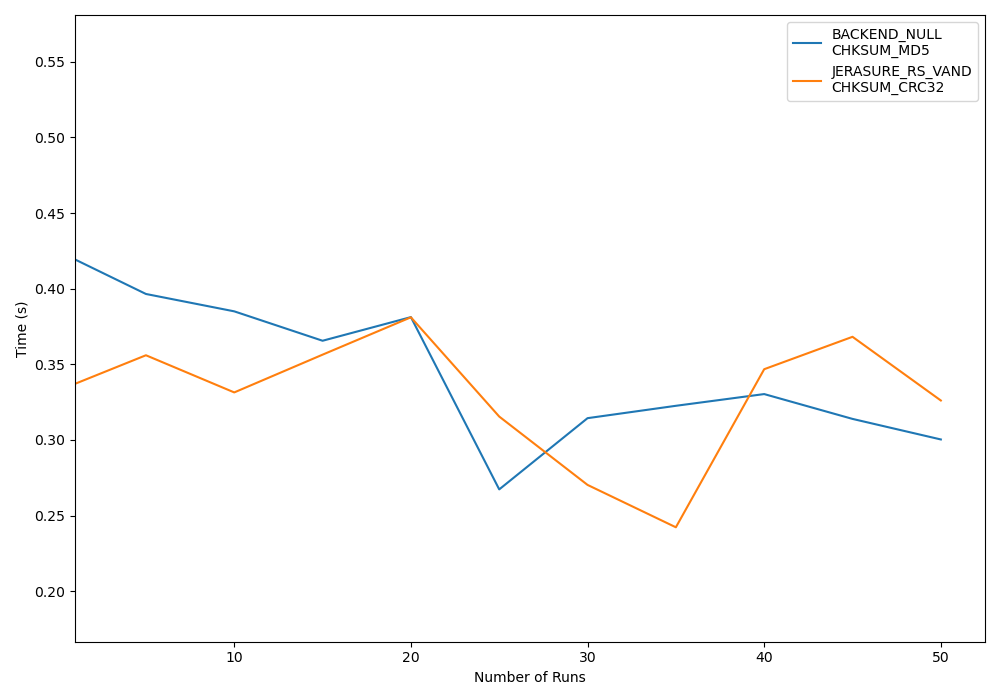 BACKEND_NULL
CHKSUM_MD5
JERASURE_RS_VAND
CHKSUM_CRC32
0.55
0.50
0.45
0.40
0.35
0.30
0.25
0.20
Time (s)
10 20 30 40 50
Number of Runs